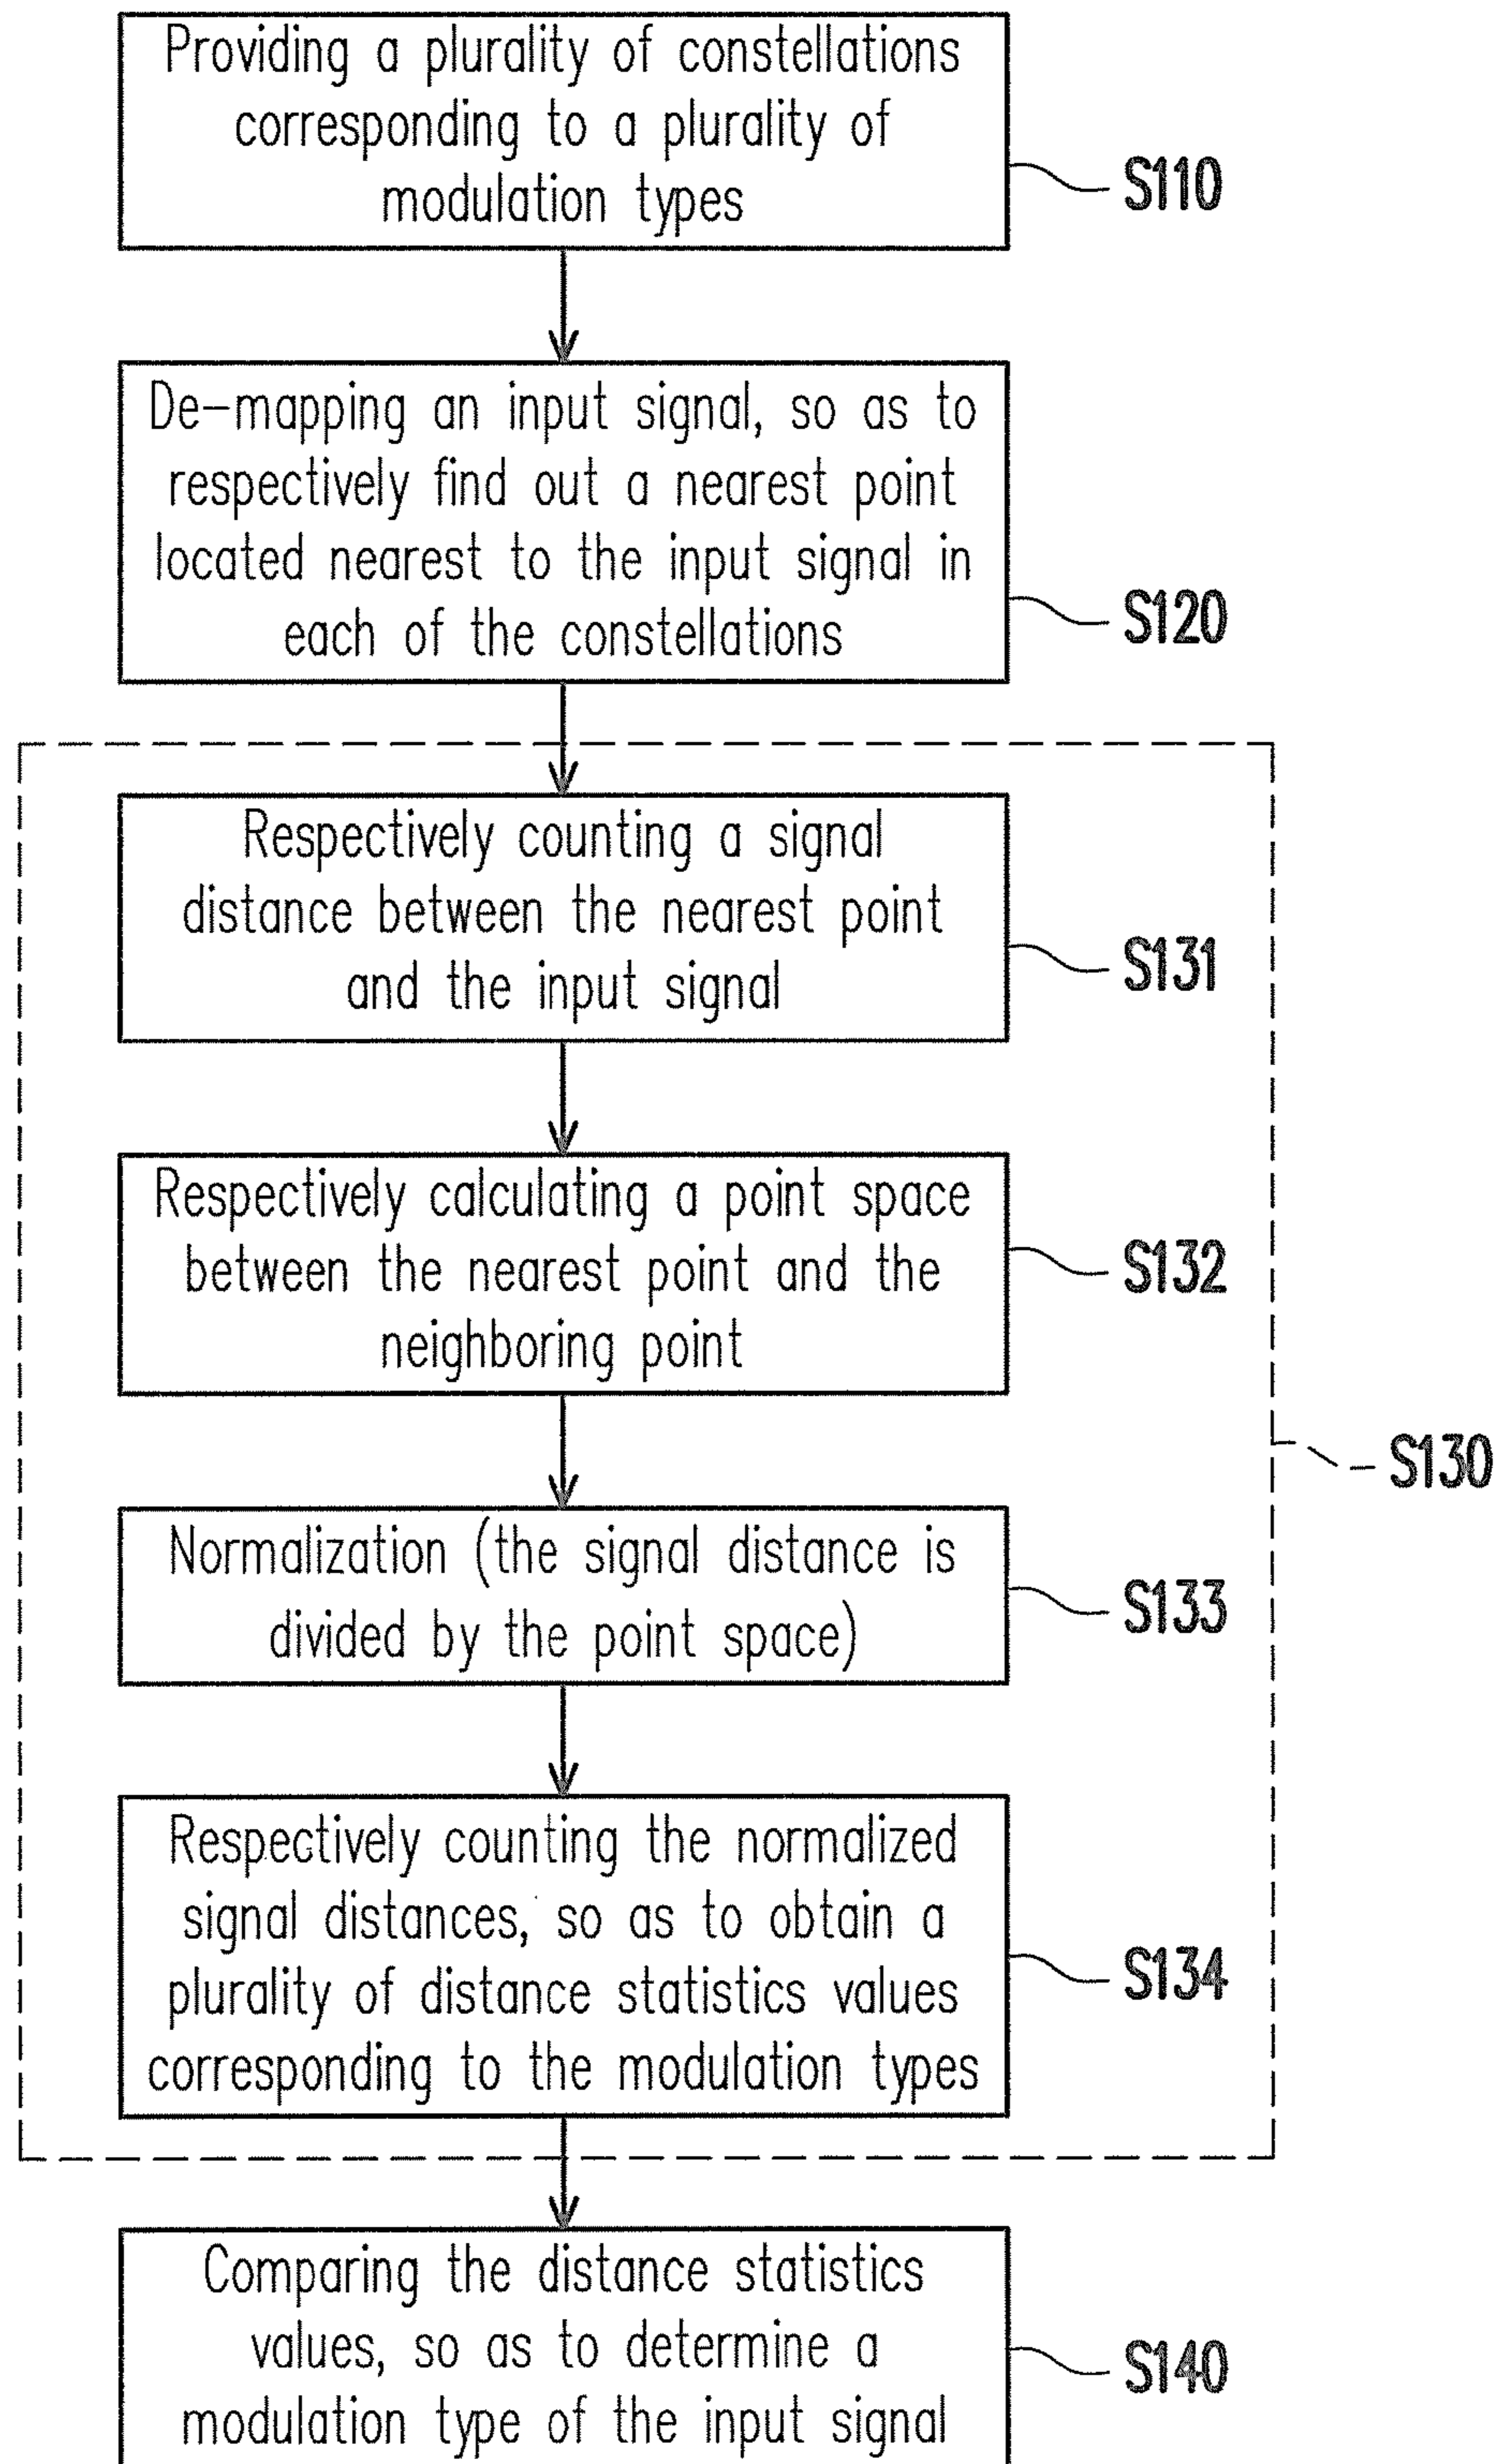 Providing a plurality of constellations
corresponding to a plurality of
modulation types
S110
De-mapping an input signal, so as to
respectively find out a nearest point
located nearest to the input signal in
each of the constellations
S120
Respectively counting a signal
distance between the nearest point
and the input signal
S131
Respectively calculating a point space
between the nearest point and the
neighboring point
S132
S130
Normalization (the signal distance is
divided by the point space)
S133
Respectively counting the normalized
signal distances, so as to obtain a
plurality of distance statistics values
corresponding to the modulation types
S134
Comparing the distance statistics
values, so as to determine a
modulation type of the input signal
S140